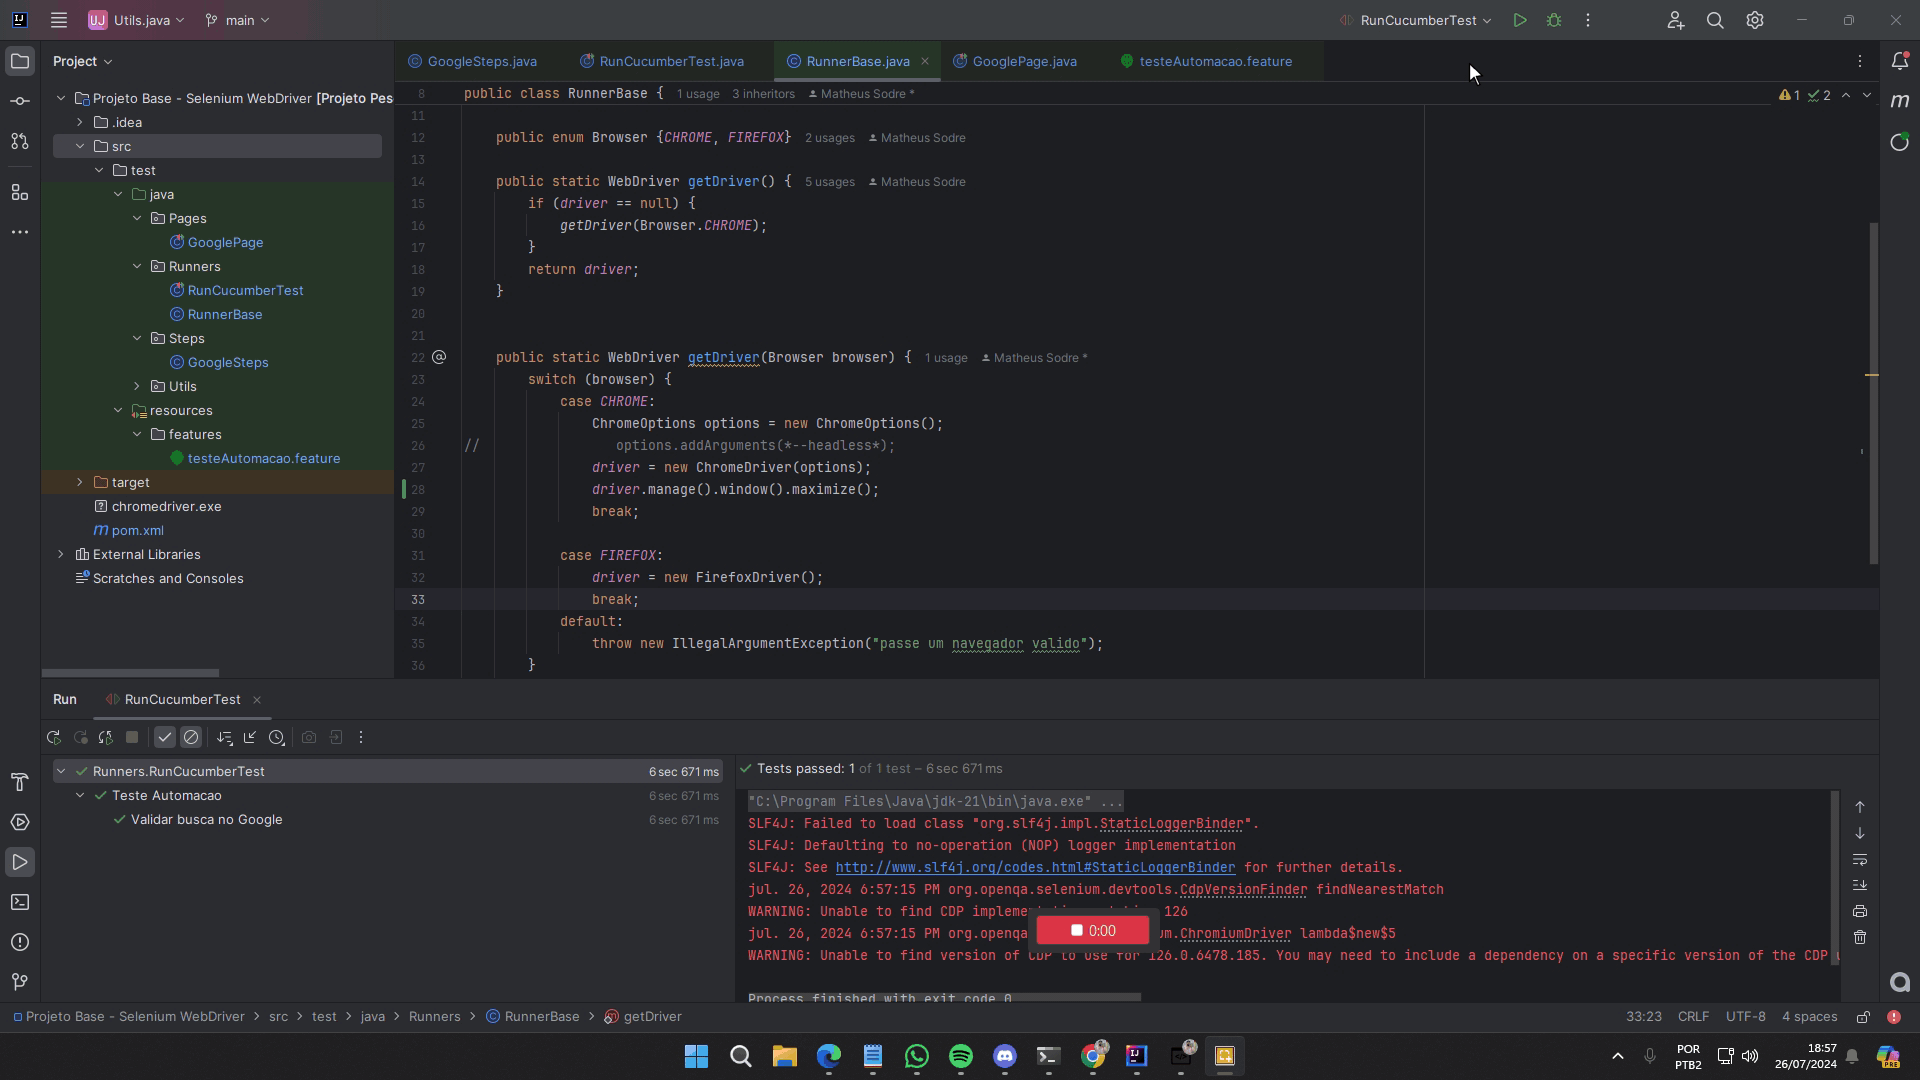 UJ Utils.java main RunCucumberTest
Project
GoogleSteps.java RunCucumberTest.java RunnerBase.java GooglePage.java testeAutomacao.feature
Projeto Base - Selenium WebDriver [Projeto Pes
.idea
src
test
java
Pages
GooglePage
Runners
RunCucumberTest
RunnerBase
Steps
GoogleSteps
Utils
resources
features
testeAutomacao.feature
target
chromedriver.exe
pom.xml
External Libraries
Scratches and Consoles
8 public class RunnerBase { 1 usage 3 inheritors Matheus Sodre *
1 2
11
12 public enum Browser {CHROME, FIREFOX} 2 usages Matheus Sodre
13
14 public static WebDriver getDriver() { 5 usages Matheus Sodre
15 if (driver == null) {
16 getDriver(Browser.CHROME);
17 }
18 return driver;
19 }
20
21
22 @ public static WebDriver getDriver(Browser browser) { 1 usage Matheus Sodre *
23 switch (browser) {
24 case CHROME:
25 ChromeOptions options = new ChromeOptions();
26 // options.addArguments(*--headless*);
27 driver = new ChromeDriver(options);
28 driver.manage().window().maximize();
29 break;
30
31 case FIREFOX:
32 driver = new FirefoxDriver();
33 break;
34 default:
35 throw new IllegalArgumentException("passe um navegador valido");
36 }
Run RunCucumberTest
Runners.RunCucumberTest 6 sec 671 ms
Teste Automacao 6 sec 671 ms
Validar busca no Google 6 sec 671 ms
Tests passed: 1 of 1 test – 6 sec 671 ms
"C:\Program Files\Java\jdk-21\bin\java.exe" ...
SLF4J: Failed to load class "org.slf4j.impl.StaticLoggerBinder".
SLF4J: Defaulting to no-operation (NOP) logger implementation
SLF4J: See http://www.slf4j.org/codes.html#StaticLoggerBinder for further details.
jul. 26, 2024 6:57:15 PM org.openqa.selenium.devtools.CdpVersionFinder findNearestMatch
WARNING: Unable to find CDP 126
jul. 26, 2024 6:57:15 PM org.openqa um.ChromiumDriver lambda$new$5
WARNING: Unable to find version of CDP to use for 126.0.6478.185. You may need to include a dependency on a specific version of the CDP
Process finished with exit code 0
0:00
Projeto Base - Selenium WebDriver > src > test > java > Runners > RunnerBase > getDriver
33:23 CRLF UTF-8 4 spaces
POR
PTB2
18:57
26/07/2024
PRE